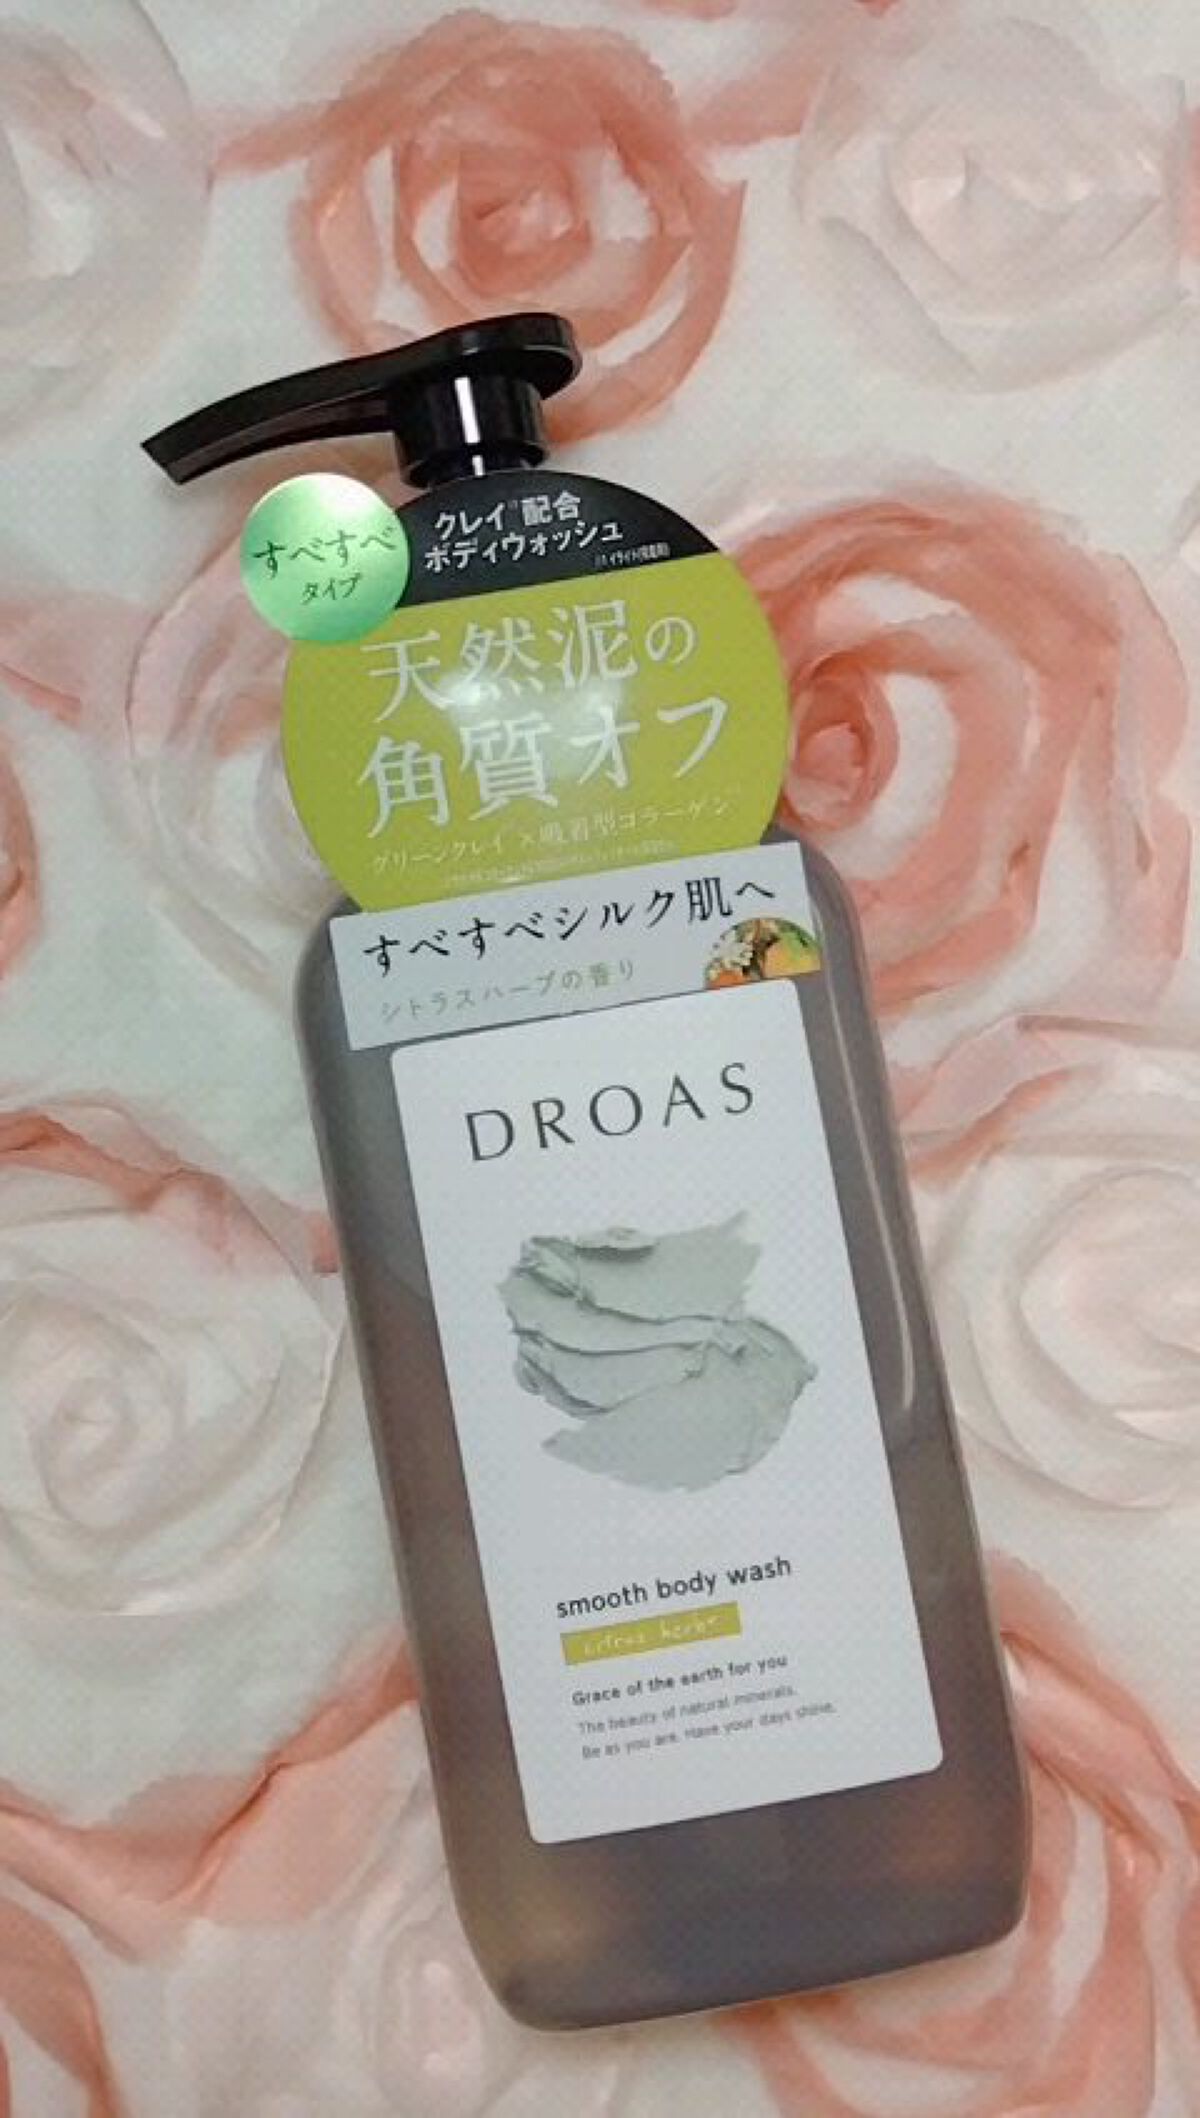 すべすべ
タイプ
クレイ 配合
ボディウォッシュ
天然泥の
角質オフ
グリーンクレイ×吸着型コラーゲン
すべすべシルク肌へ
シトラスハーブの香り
DROAS
smooth body wash
citrus herb
Grace of the earth for you
The beauty of natural minerals.
Be as you are. Have your days shine.